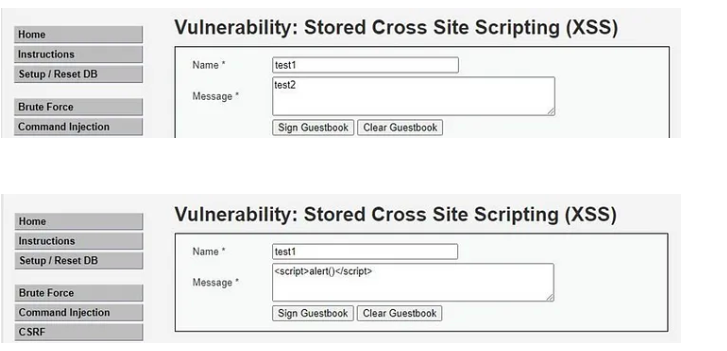 Home
Instructions
Setup / Reset DB
Brute Force
Command Injection
Vulnerability: Stored Cross Site Scripting (XSS)
Name * test1
Message * test2
Sign Guestbook Clear Guestbook
Home
Instructions
Setup / Reset DB
Brute Force
Command Injection
CSRF
Vulnerability: Stored Cross Site Scripting (XSS)
Name * test1
Message * <script>alert()</script>
Sign Guestbook Clear Guestbook